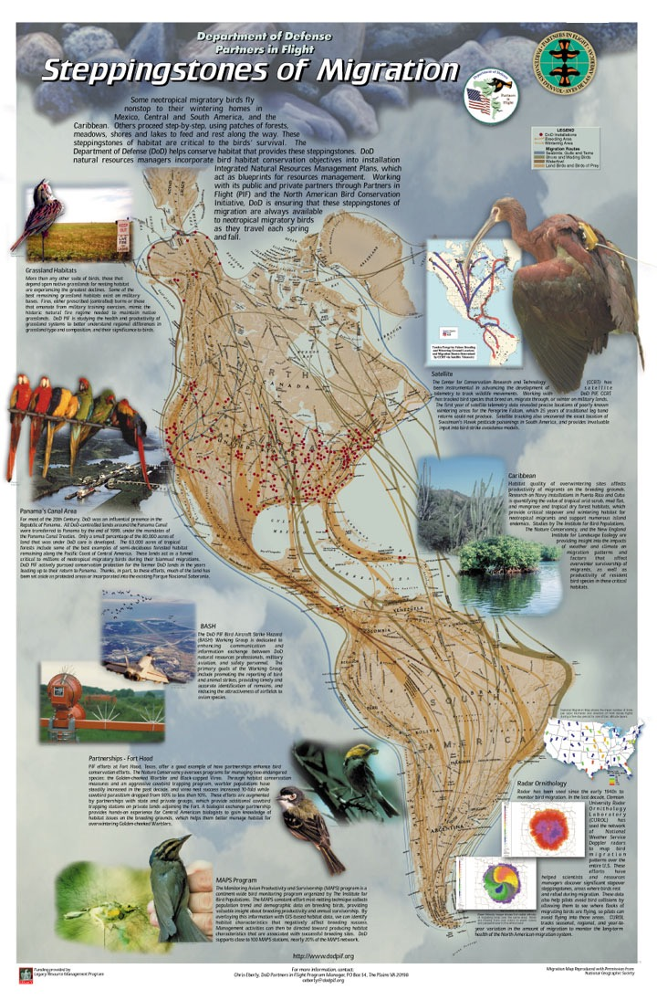 Department of Defense
Partners in Flight
Steppingstones of Migration
Some neotropical migratory birds fly
nonstop to their wintering homes in
Mexico, Central and South America, and the
Caribbean. Others proceed step-by-step, using patches of forests,
meadows, shores and lakes to feed and rest along the way. These
steppingstones of habitat are critical to the birds' survival. The
Department of Defense (DoD) helps conserve habitat that provides these steppingstones. DoD
natural resources managers incorporate bird habitat conservation objectives into installation
Integrated Natural Resources Management Plans, which
act as blueprints for resources management. Working
with its public and private partners through Partners in
Flight (PIF) and the North American Bird Conservation
Initiative, DoD is ensuring that these steppingstones of
migration are always available
to neotropical migratory birds
as they travel each spring
and fall.
LEGEND
DoD Installations
Breeding Area
Wintering Area
Migration Routes
Seabirds, Gulls and Terns
Shore and Wading Birds
Waterfowl
Land Birds and Birds of Prey
Grassland Habitats
More than any other suite of birds, those that
depend upon native grasslands for nesting habitat
are experiencing the greatest declines. Some of the
best remaining grassland habitats exist on military
bases. Fires, either prescribed (controlled) burns or those
that emanate from military training exercises, mimic the
historic natural fire regime needed to maintain native
grasslands. DoD PIF is studying the health and productivity of
grassland systems to better understand regional differences in
grassland type and composition, and their significance to birds.
Satellite
The Center for Conservation Research and Technology (CCRT) has
been instrumental in advancing the development of satellite
telemetry to track wildlife movements. Working with DoD PIF, CCRT
has tracked bird species that breed on, migrate through, or winter on military lands.
The first year of satellite telemetry data revealed precise locations of poorly known
wintering areas for the Peregrine Falcon, which 25 years of traditional leg band
returns could not produce. Satellite tracking also uncovered the exact location of
Swainson's Hawk pesticide poisonings in South America, and provides invaluable
input into bird strike avoidance models.
Panama's Canal Area
For most of the 20th Century, DoD was an influential presence in the
Republic of Panama. All DoD-controlled lands around the Panama Canal
were transferred to Panama by the end of 1999, under the mandates of
the Panama Canal Treaties. Only a small percentage of the 80,000 acres of
land that was under DoD care is developed. The 63,000 acres of tropical
forests include some of the best examples of semi-deciduous forested habitat
remaining along the Pacific Coast of Central America. These lands act as a funnel
critical to millions of neotropical migratory birds during their biannual migrations.
DoD PIF actively pursued conservation protection for the former DoD lands in the years
leading up to their return to Panama. Thanks, in part, to these efforts, much of the land has
been set aside as protected areas or incorporated into the existing Parque Nacional Soberania.
Caribbean
Habitat quality of overwintering sites affects
productivity of migrants on the breeding grounds.
Research on Navy installations in Puerto Rico and Cuba
is quantifying the value of tropical arid scrub, mud flat,
and mangrove and tropical dry forest habitats, which
provide critical stopover and wintering habitat for
neotropical migrants and support numerous island
endemics. Studies by The Institute for Bird Populations,
The Nature Conservancy, and the New England
Institute for Landscape Ecology are
providing insight into the impacts
of weather and climate on
migration patterns and
factors that affect
overwinter survivorship of
migrants, as well as
productivity of resident
bird species in these critical
habitats.
BASH
The DoD PIF Bird Aircraft Strike Hazard
(BASH) Working Group is dedicated to
enhancing communication and
information exchange between DoD
natural resources professionals, military
aviation, and safety personnel. The
primary goals of the Working Group
include promoting the reporting of bird
and animal strikes, providing timely and
accurate identification of remains, and
reducing the attractiveness of airfields to
avian species.
Partnerships - Fort Hood
PIF efforts at Fort Hood, Texas, offer a good example of how partnerships enhance bird
conservation efforts. The Nature Conservancy oversees programs for managing two endangered
species, the Golden-cheeked Warbler and Black-capped Vireo. Through habitat conservation
measures and an aggressive cowbird trapping program, warbler populations have
steadily increased in the past decade, and vireo nest success increased 10-fold while
cowbird parasitism dropped from 90% to less than 10%. These efforts are augmented
by partnerships with state and private groups, which provide additional cowbird
trapping stations on private lands adjoining the Fort. A biologist exchange partnership
provides hands-on experience for Central American biologists to gain knowledge of
habitat issues on the breeding grounds, which helps them better manage habitat for
overwintering Golden-cheeked Warblers.
Radar Ornithology
Radar has been used since the early 1940s to
monitor bird migration. In the last decade, Clemson
University Radar
Ornithology
Laboratory
(CUROL) has
used the network
of National
Weather Service
Doppler radars
to map bird
migration
patterns over the
entire U.S. These
efforts have
helped scientists and resources
managers discover significant stopover
steppingstones, areas where birds rest
and refuel during migration. These data
also help pilots avoid bird collisions by
allowing them to see where flocks of
migrating birds are flying, so pilots can
avoid flying into these areas. CUROL
tracks seasonal, regional, and year-to-
year variation in the amount of migration to monitor the long-term
health of the North American migration system.
MAPS Program
The Monitoring Avian Productivity and Survivorship (MAPS) program is a
continent-wide bird monitoring program organized by The Institute for
Bird Populations. The MAPS constant-effort mist-netting technique collects
population trend and demographic data on breeding birds, providing
valuable insight about breeding productivity and annual survivorship. By
overlaying this information with GIS-based habitat data, we can identify
habitat characteristics that negatively affect breeding success.
Management activities can then be directed toward producing habitat
characteristics that are associated with successful breeding sites. DoD
supports close to 100 MAPS stations, nearly 20% of the MAPS network.
http://www.dodpif.org
Funding provided by
Legacy Resource Management Program
For more information, contact:
Chris Eberly, DoD Partners in Flight Program Manager, PO Box 54, The Plains VA 20198
ceberly@dodpif.org
Migration Map Reproduced with Permission from
National Geographic Society